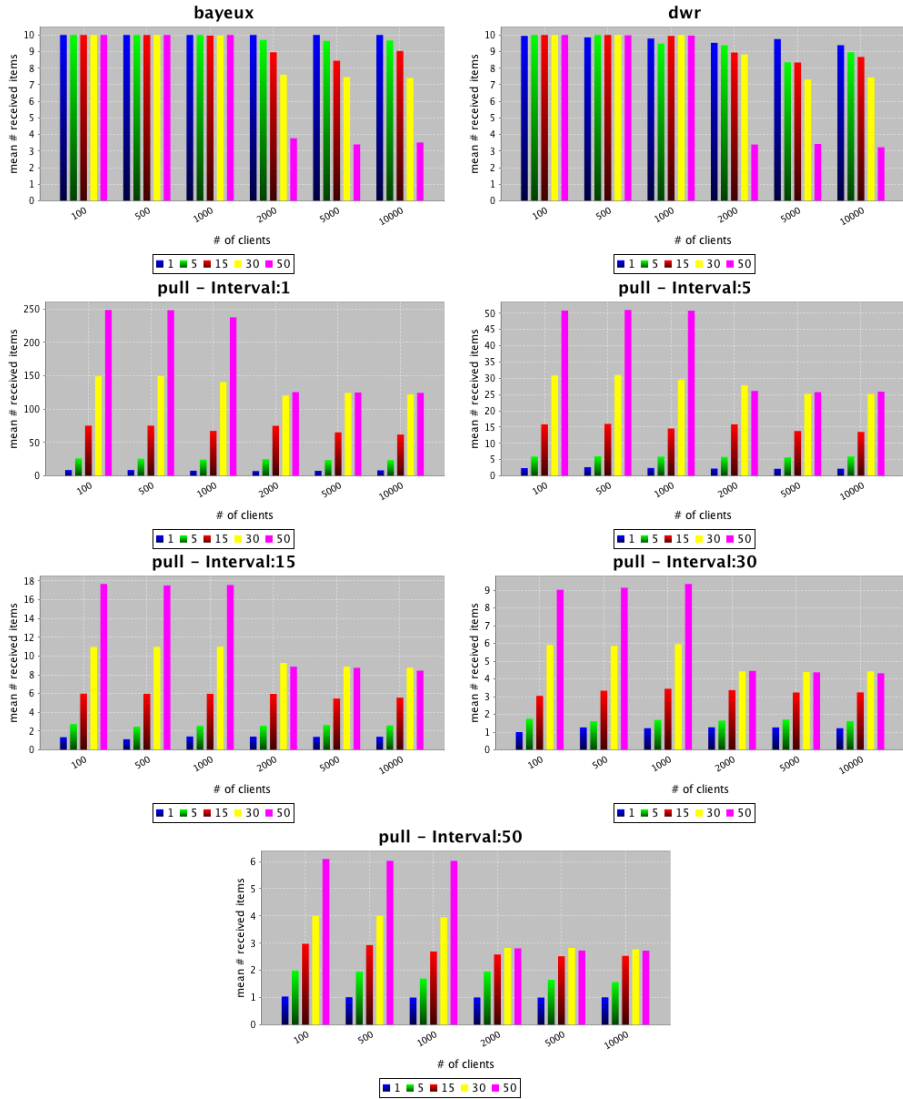 bayeux
10
9
8
7
6
5
4
3
2
1
0
mean # received items
100 500 1000 2000 5000 10000
# of clients
1 5 15 30 50
dwr
10
9
8
7
6
5
4
3
2
1
0
mean # received items
100 500 1000 2000 5000 10000
# of clients
1 5 15 30 50
pull - Interval:1
250
200
150
100
50
0
mean # received items
100 500 1000 2000 5000 10000
# of clients
1 5 15 30 50
pull - Interval:5
50
45
40
35
30
25
20
15
10
5
0
mean # received items
100 500 1000 2000 5000 10000
# of clients
1 5 15 30 50
pull - Interval:15
18
16
14
12
10
8
6
4
2
0
mean # received items
100 500 1000 2000 5000 10000
# of clients
1 5 15 30 50
pull - Interval:30
9
8
7
6
5
4
3
2
1
0
mean # received items
100 500 1000 2000 5000 10000
# of clients
1 5 15 30 50
pull - Interval:50
6
5
4
3
2
1
0
mean # received items
100 500 1000 2000 5000 10000
# of clients
1 5 15 30 50